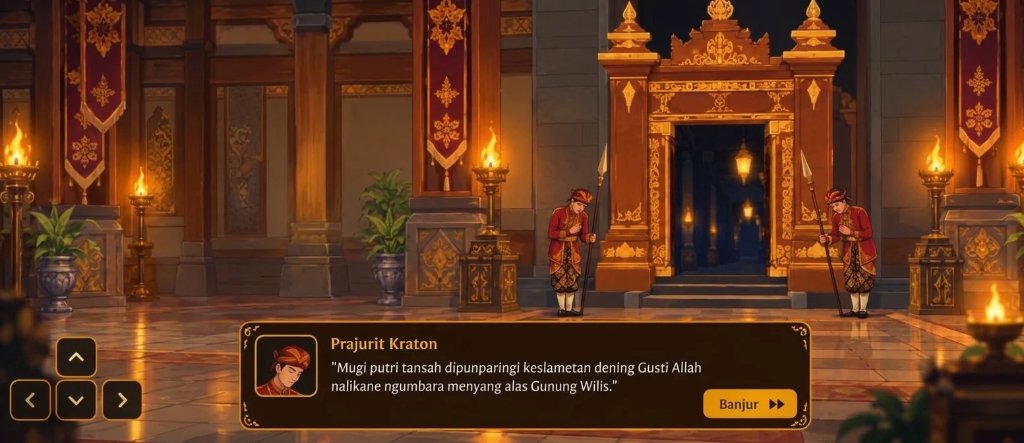 Prajurit Kraton
"Mugi putri tansah dipunparingi keslametan dening Gusti Allah
nalikane ngumbara menyang alas Gunung Wilis."
Banjur